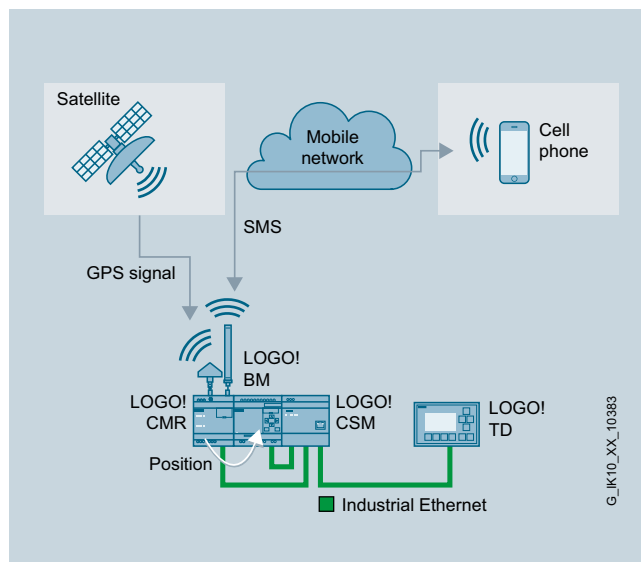 Satellite
Mobile
network
Cell
phone
SMS
GPS signal
LOGO!
BM
LOGO!
CMR
LOGO!
CSM
LOGO!
TD
Position
Industrial Ethernet
G_IK10_XX_10383